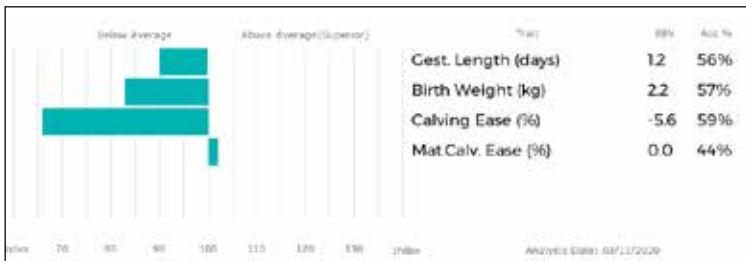 Below Average Above Average(Superior) Trait EBV Acc %
Gest. Length (days) 1.2 56%
Birth Weight (kg) 2.2 57%
Calving Ease (%) -5.6 59%
Mat.Calv. Ease (%) 0.0 44%
Index 70 80 90 100 110 120 130 Index Analysis Date: